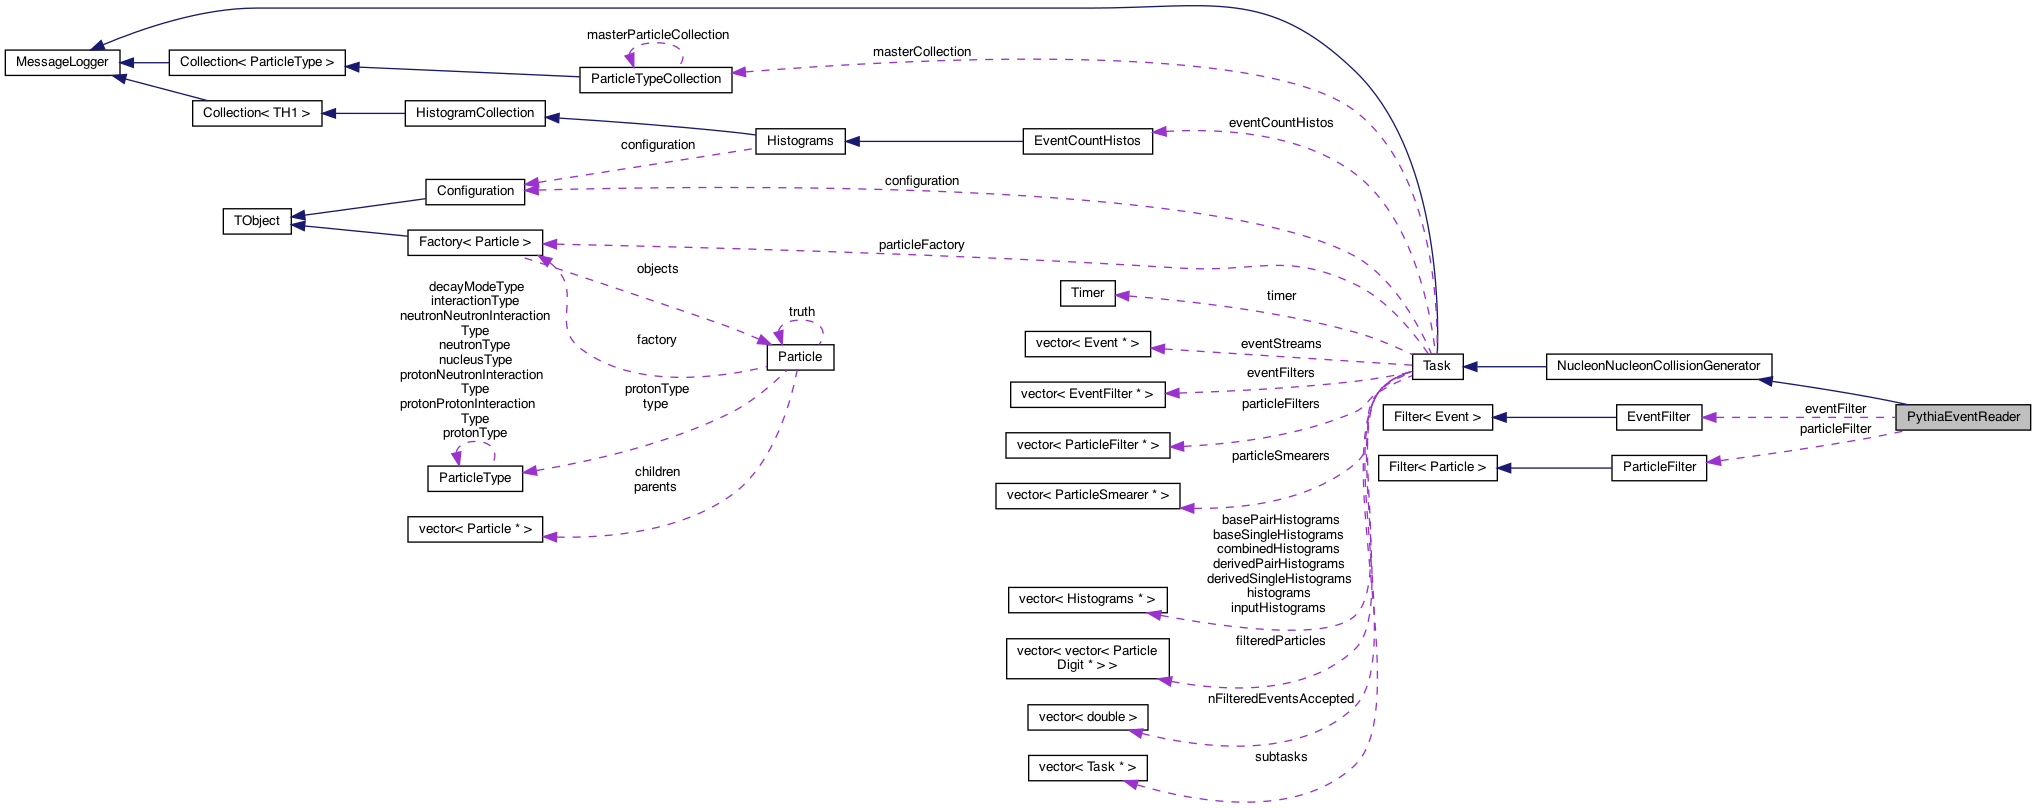 masterParticleCollection
masterCollection
MessageLogger
Collection< ParticleType >
ParticleTypeCollection
Collection< TH1 >
HistogramCollection
eventCountHistos
Histograms
EventCountHistos
configuration
configuration
Configuration
TObject
Factory< Particle >
particleFactory
objects
decayModeType
interactionType
neutronNeutronInteraction
Type
neutronType
nucleusType
protonNeutronInteraction
Type
protonProtonInteraction
Type
protonType
truth
factory
Particle
protonType
type
ParticleType
children
parents
vector< Particle * >
Timer
timer
vector< Event * >
eventStreams
vector< EventFilter * >
eventFilters
vector< ParticleFilter * >
particleFilters
particleSmearers
vector< ParticleSmearer * >
basePairHistograms
baseSingleHistograms
combinedHistograms
derivedPairHistograms
derivedSingleHistograms
histograms
inputHistograms
vector< Histograms * >
filteredParticles
vector< vector< Particle
Digit * > >
nFilteredEventsAccepted
vector< double >
subtasks
vector< Task * >
Task
NucleonNucleonCollisionGenerator
Filter< Event >
EventFilter
eventFilter
PythiaEventReader
particleFilter
Filter< Particle >
ParticleFilter